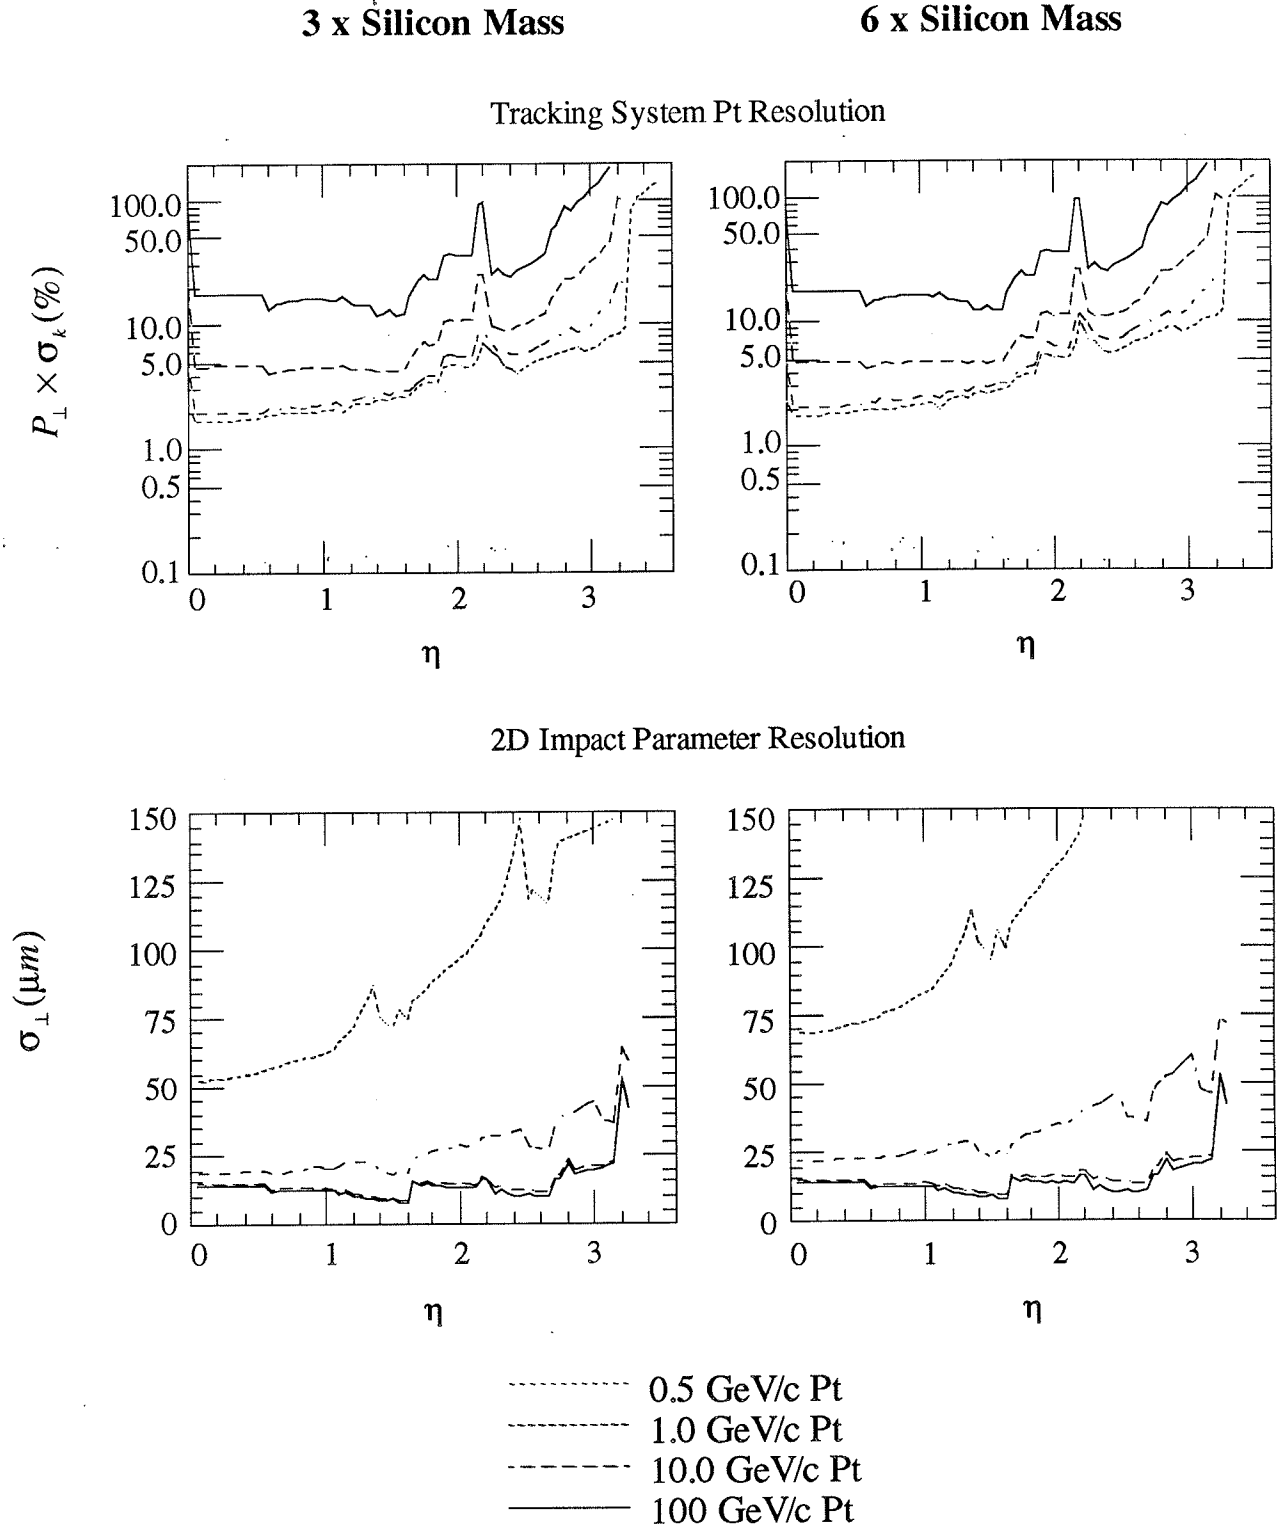 3 x Silicon Mass 6 x Silicon Mass
Tracking System Pt Resolution
P⊥ × σk (%)
100.0
50.0
10.0
5.0
1.0
0.5
0.1
0 1 2 3
η
100.0
50.0
10.0
5.0
1.0
0.5
0.1
0 1 2 3
η
2D Impact Parameter Resolution
σ⊥ (μm)
150
125
100
75
50
25
0
0 1 2 3
η
150
125
100
75
50
25
0
0 1 2 3
η
0.5 GeV/c Pt
1.0 GeV/c Pt
10.0 GeV/c Pt
100 GeV/c Pt